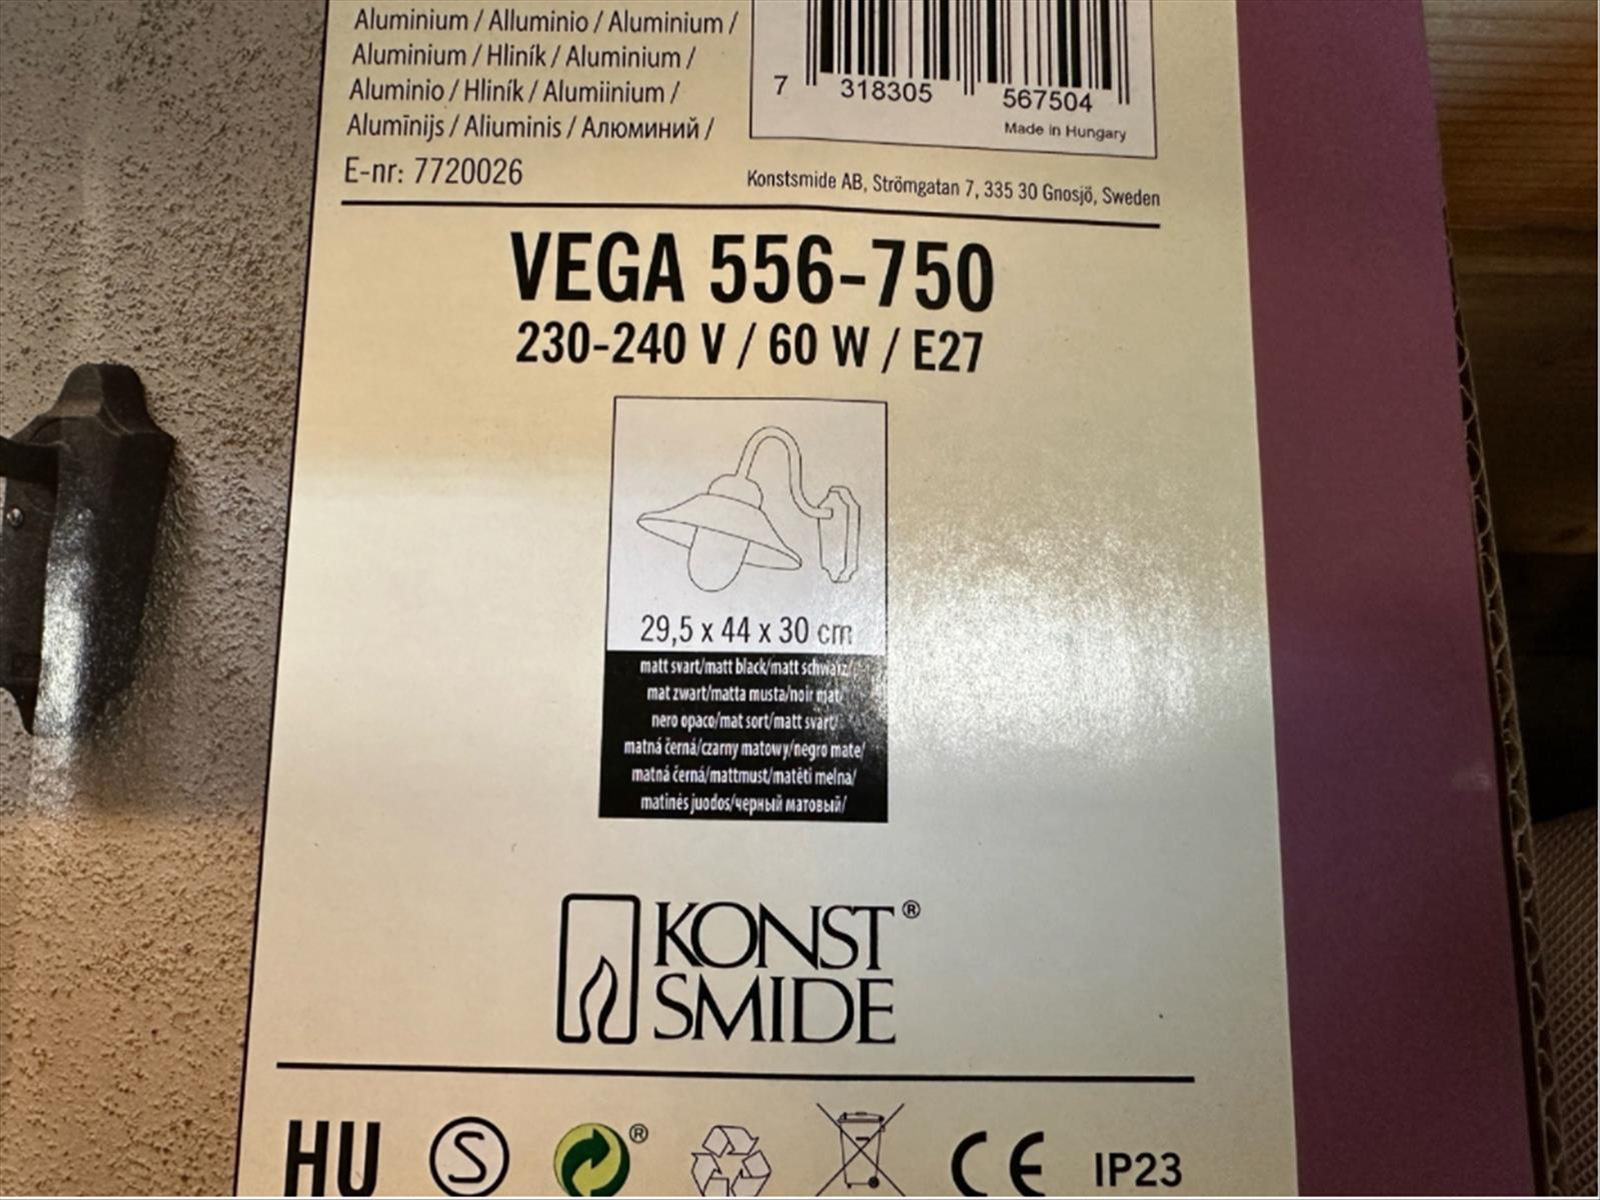 Aluminium / Alluminio / Aluminium /
Aluminium / Hliník / Aluminium /
Aluminio / Hliník / Alumiinium /
Alumīnijs / Aliuminis / Алюминий /
E-nr: 7720026
7 318305 567504
Made in Hungary
Konstsmide AB, Strömgatan 7, 335 30 Gnosjö, Sweden
VEGA 556-750
230-240 V / 60 W / E27
29,5 x 44 x 30 cm
matt svart/matt black/matt schwarz/
mat zwart/matta musta/noir mat/
nero opaco/mat sort/matt svart/
matná černá/czarny matowy/negro mate/
matná černá/mattmust/matēti melna/
matinės juodos/черный матовый/
KONST®
SMIDE
HU S ® CE IP23